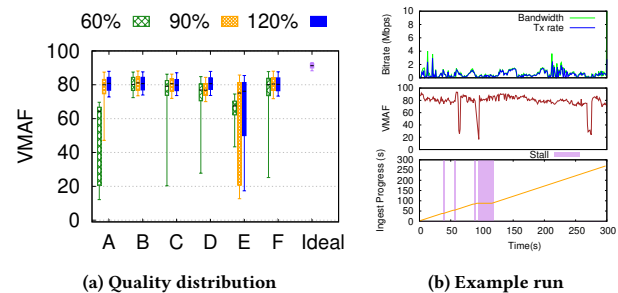 60% 90% 120%
VMAF
100
80
60
40
20
0
A B C D E F Ideal
(a) Quality distribution
Bitrate (Mbps)
10
8
6
4
2
0
Bandwidth
Tx rate
VMAF
100
80
60
40
20
0
Ingest Progress (s)
300
250
200
150
100
50
0
Stall
0 50 100 150 200 250 300
Time(s)
(b) Example run